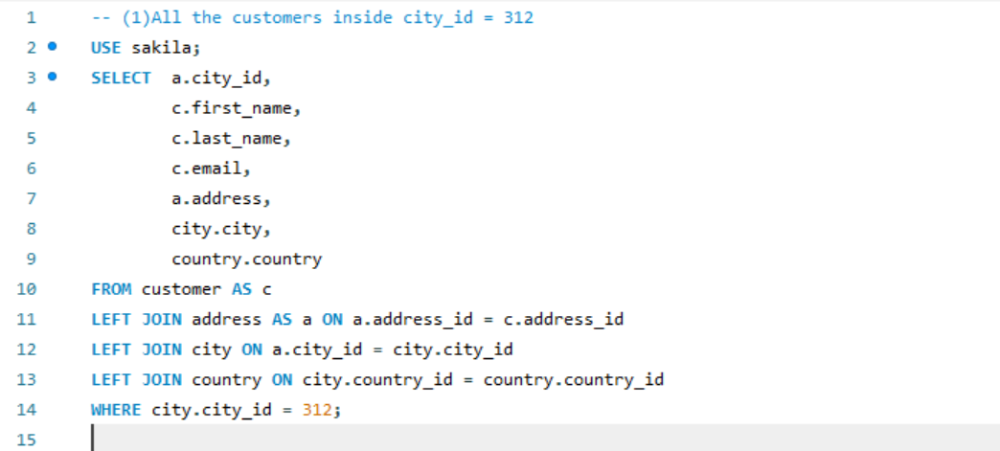 1 -- (1)All the customers inside city_id = 312
2 USE sakila;
3 SELECT a.city_id,
4 c.first_name,
5 c.last_name,
6 c.email,
7 a.address,
8 city.city,
9 country.country
10 FROM customer AS c
11 LEFT JOIN address AS a ON a.address_id = c.address_id
12 LEFT JOIN city ON a.city_id = city.city_id
13 LEFT JOIN country ON city.country_id = country.country_id
14 WHERE city.city_id = 312;
15